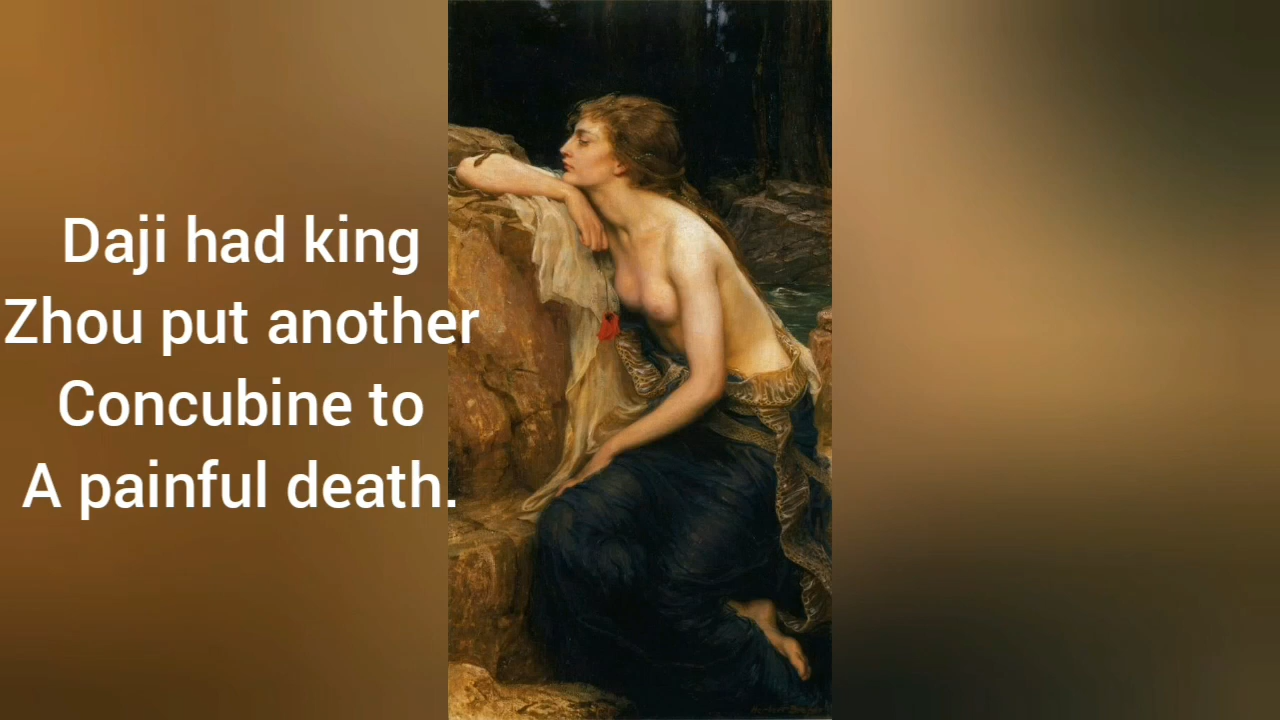 Daji had king
Zhou put another
Concubine to
A painful death.